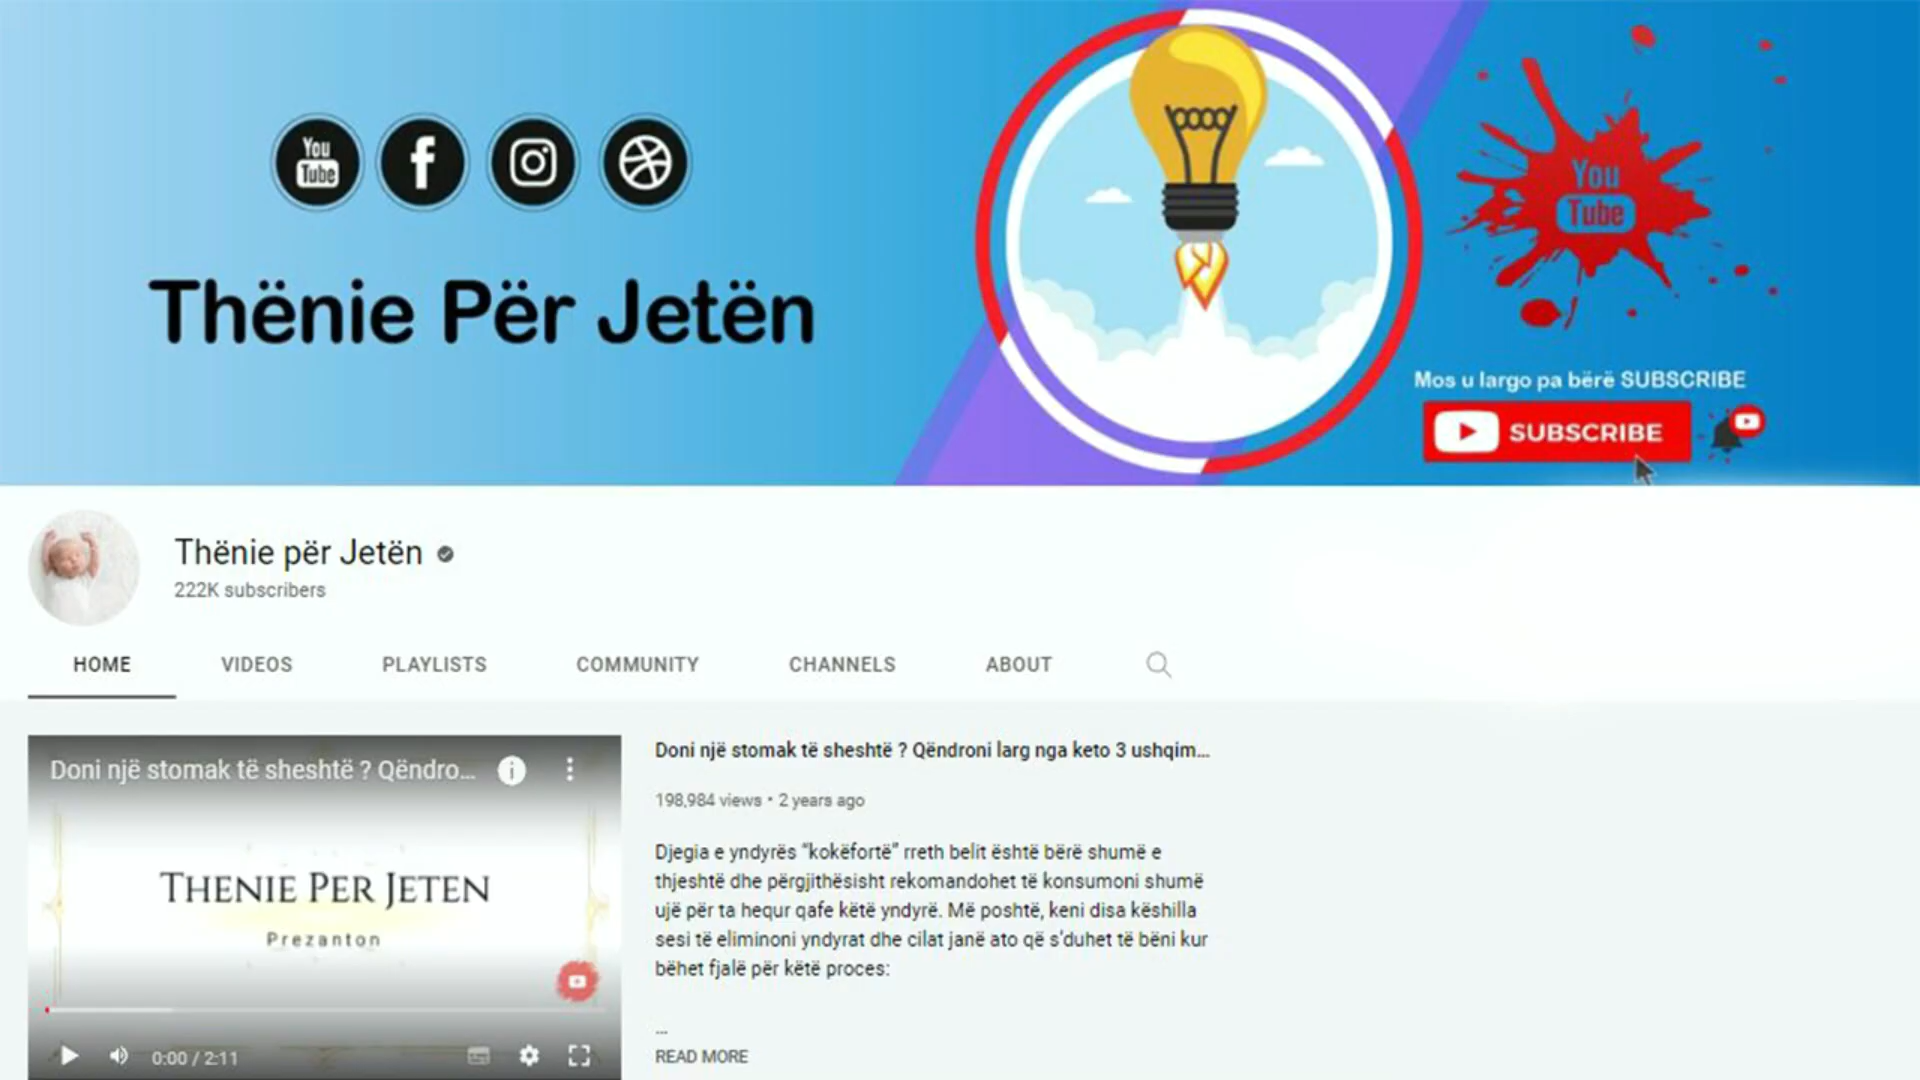 You
Tube
Thënie Për Jetën
You
Tube
Mos u largo pa bërë SUBSCRIBE
SUBSCRIBE
Thënie për Jetën
222K subscribers
HOME VIDEOS PLAYLISTS COMMUNITY CHANNELS ABOUT
Doni një stomak të sheshtë ? Qëndro...
THENIE PER JETEN
Prezanton
0:00 / 2:11
Doni një stomak të sheshtë ? Qëndroni larg nga keto 3 ushqim...
198,984 views • 2 years ago
Djegia e yndyrës “kokëfortë” rreth belit është bërë shumë e
thjeshtë dhe përgjithësisht rekomandohet të konsumoni shumë
ujë për ta hequr qafe këtë yndyrë. Më poshtë, keni disa këshilla
sesi të eliminoni yndyrat dhe cilat janë ato që s'duhet të bëni kur
bëhet fjalë për këtë proces:
...
READ MORE